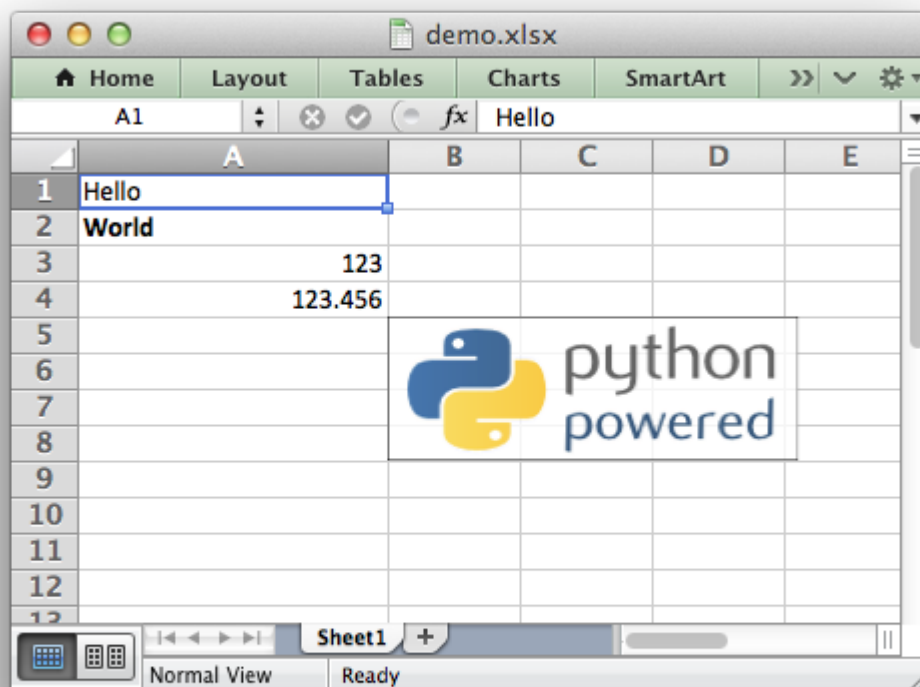 demo.xlsx
Home Layout Tables Charts SmartArt
A1 fx Hello
A B C D E
1 Hello
2 World
3 123
4 123.456
5
6
7
8
python
powered
9
10
11
12
13
Sheet1 +
Normal View Ready